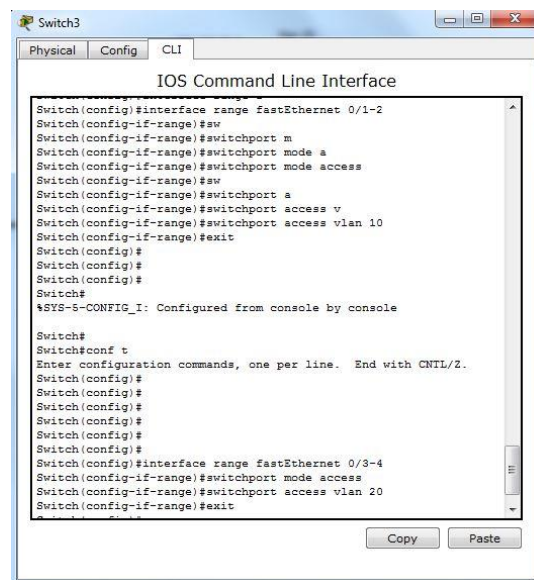 Switch3
Physical Config CLI
IOS Command Line Interface
Switch(config)#interface range fastEthernet 0/1-2
Switch(config-if-range)#sw
Switch(config-if-range)#switchport m
Switch(config-if-range)#switchport mode a
Switch(config-if-range)#switchport mode access
Switch(config-if-range)#sw
Switch(config-if-range)#switchport a
Switch(config-if-range)#switchport access v
Switch(config-if-range)#switchport access vlan 10
Switch(config-if-range)#exit
Switch(config)#
Switch(config)#
Switch(config)#
Switch#
%SYS-5-CONFIG_I: Configured from console by console
Switch#
Switch#conf t
Enter configuration commands, one per line. End with CNTL/Z.
Switch(config)#
Switch(config)#
Switch(config)#
Switch(config)#
Switch(config)#
Switch(config)#interface range fastEthernet 0/3-4
Switch(config-if-range)#switchport mode access
Switch(config-if-range)#switchport access vlan 20
Switch(config-if-range)#exit
Copy Paste